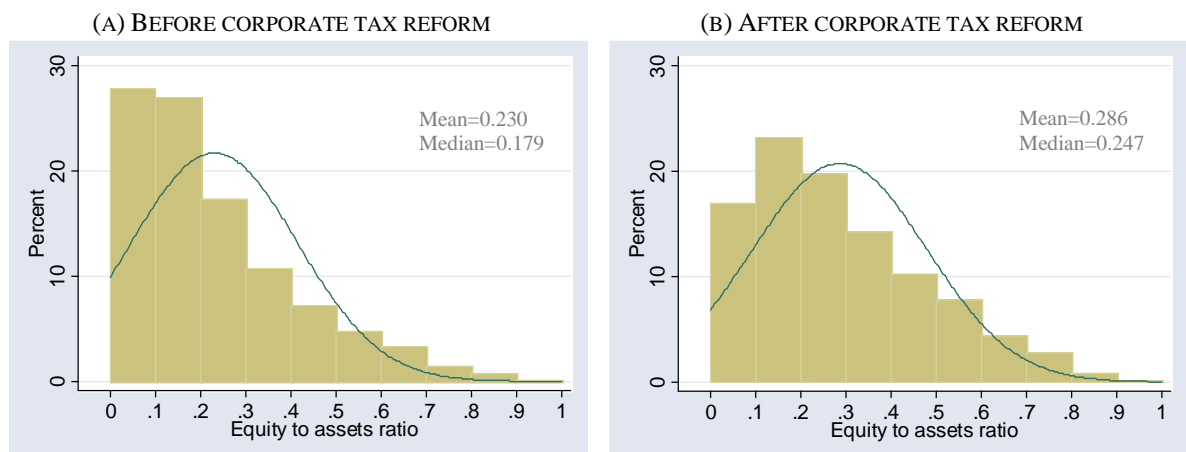 (A) BEFORE CORPORATE TAX REFORM
Percent
30
20
10
0
Mean=0.230
Median=0.179
0 .1 .2 .3 .4 .5 .6 .7 .8 .9 1
Equity to assets ratio
(B) AFTER CORPORATE TAX REFORM
Percent
30
20
10
0
Mean=0.286
Median=0.247
0 .1 .2 .3 .4 .5 .6 .7 .8 .9 1
Equity to assets ratio